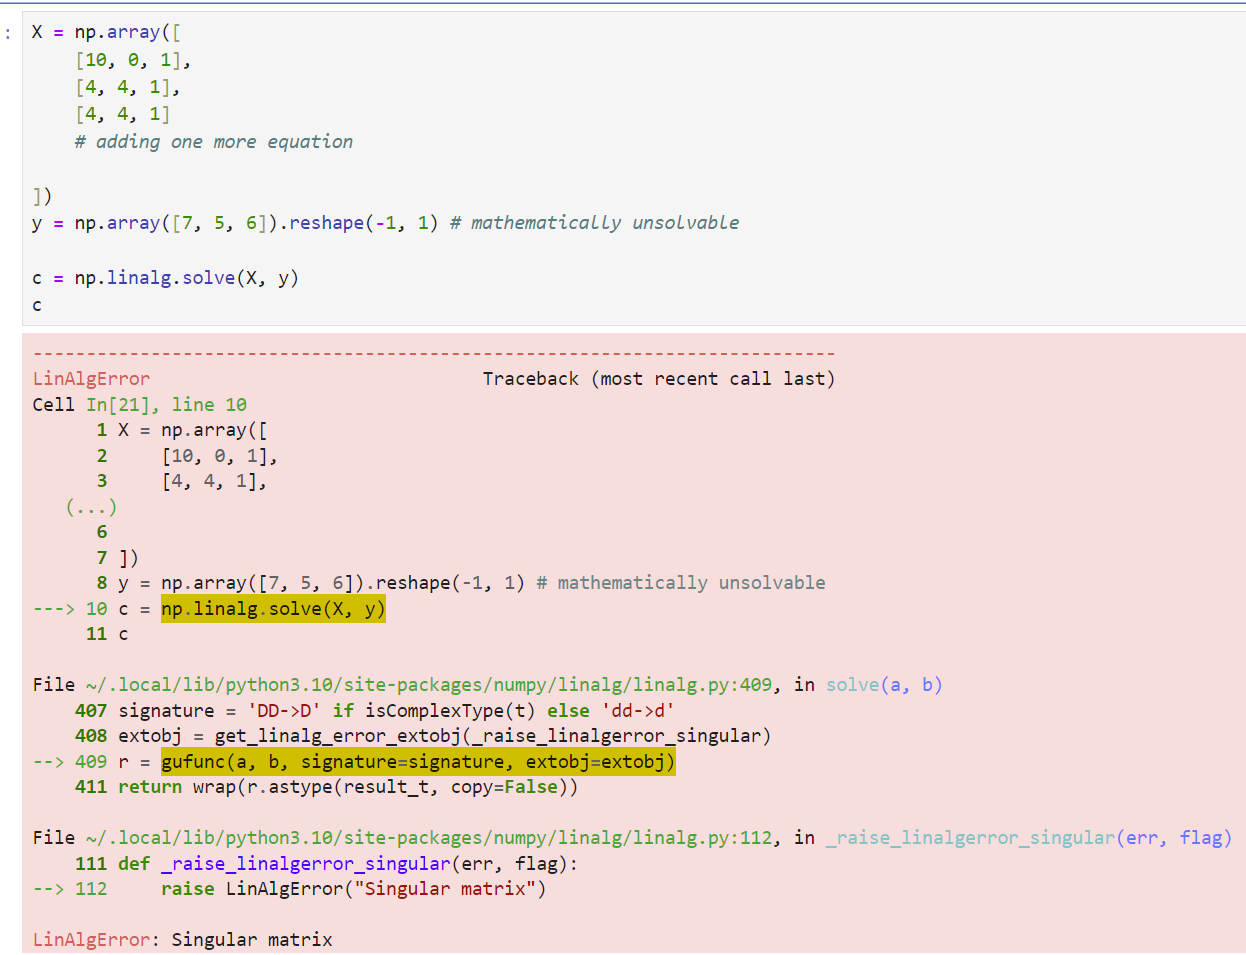 : X = np.array([
    [10, 0, 1],
    [4, 4, 1],
    [4, 4, 1]
    # adding one more equation
])
y = np.array([7, 5, 6]).reshape(-1, 1) # mathematically unsolvable
c = np.linalg.solve(X, y)
c
---------------------------------------------------------------------------
LinAlgError                               Traceback (most recent call last)
Cell In[21], line 10
      1 X = np.array([
      2     [10, 0, 1],
      3     [4, 4, 1],
   (...)
      6
      7 ])
      8 y = np.array([7, 5, 6]).reshape(-1, 1) # mathematically unsolvable
---> 10 c = np.linalg.solve(X, y)
     11 c
File ~/.local/lib/python3.10/site-packages/numpy/linalg/linalg.py:409, in solve(a, b)
    407 signature = 'DD->D' if isComplexType(t) else 'dd->d'
    408 extobj = get_linalg_error_extobj(_raise_linalgerror_singular)
--> 409 r = gufunc(a, b, signature=signature, extobj=extobj)
    411 return wrap(r.astype(result_t, copy=False))
File ~/.local/lib/python3.10/site-packages/numpy/linalg/linalg.py:112, in _raise_linalgerror_singular(err, flag)
    111 def _raise_linalgerror_singular(err, flag):
--> 112     raise LinAlgError("Singular matrix")
LinAlgError: Singular matrix